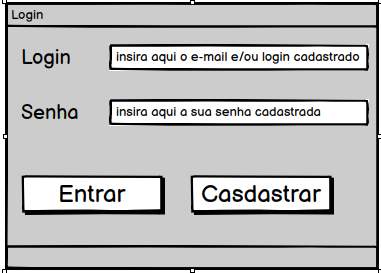 Login
Login
insira aqui o e-mail e/ou login cadastrado
Senha
insira aqui a sua senha cadastrada
Entrar
Casdastrar